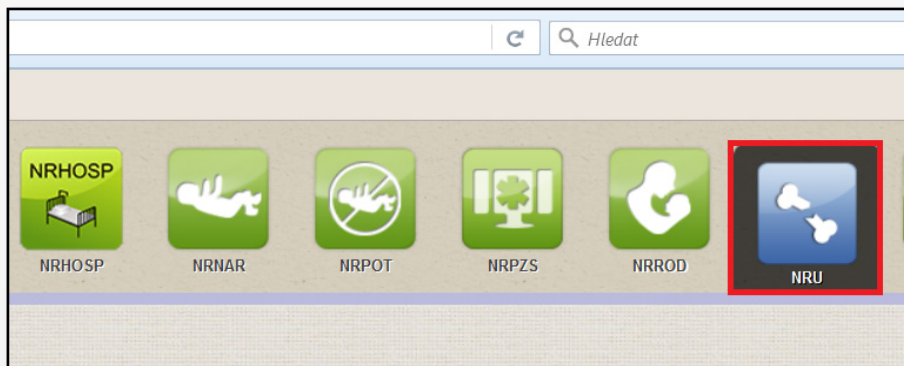 Hledat
NRHOSP
NRHOSP
NRNAR
NRPOT
NRPZS
NRROD
NRU